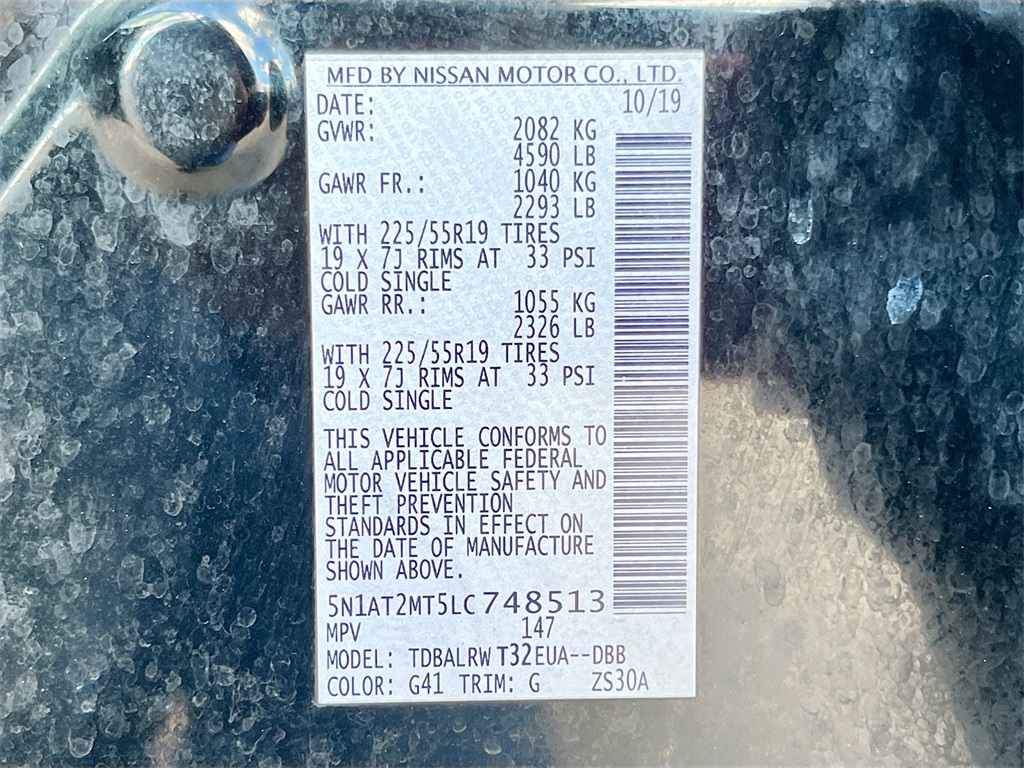 MFD BY NISSAN MOTOR CO., LTD.
DATE: 10/19
GVWR: 2082 KG
4590 LB
GAWR FR.: 1040 KG
2293 LB
WITH 225/55R19 TIRES
19 X 7J RIMS AT 33 PSI
COLD SINGLE
GAWR RR.: 1055 KG
2326 LB
WITH 225/55R19 TIRES
19 X 7J RIMS AT 33 PSI
COLD SINGLE
THIS VEHICLE CONFORMS TO
ALL APPLICABLE FEDERAL
MOTOR VEHICLE SAFETY AND
THEFT PREVENTION
STANDARDS IN EFFECT ON
THE DATE OF MANUFACTURE
SHOWN ABOVE.
5N1AT2MT5LC748513
MPV 147
MODEL: TDBALRWT32EUA--DBB
COLOR: G41 TRIM: G ZS30A